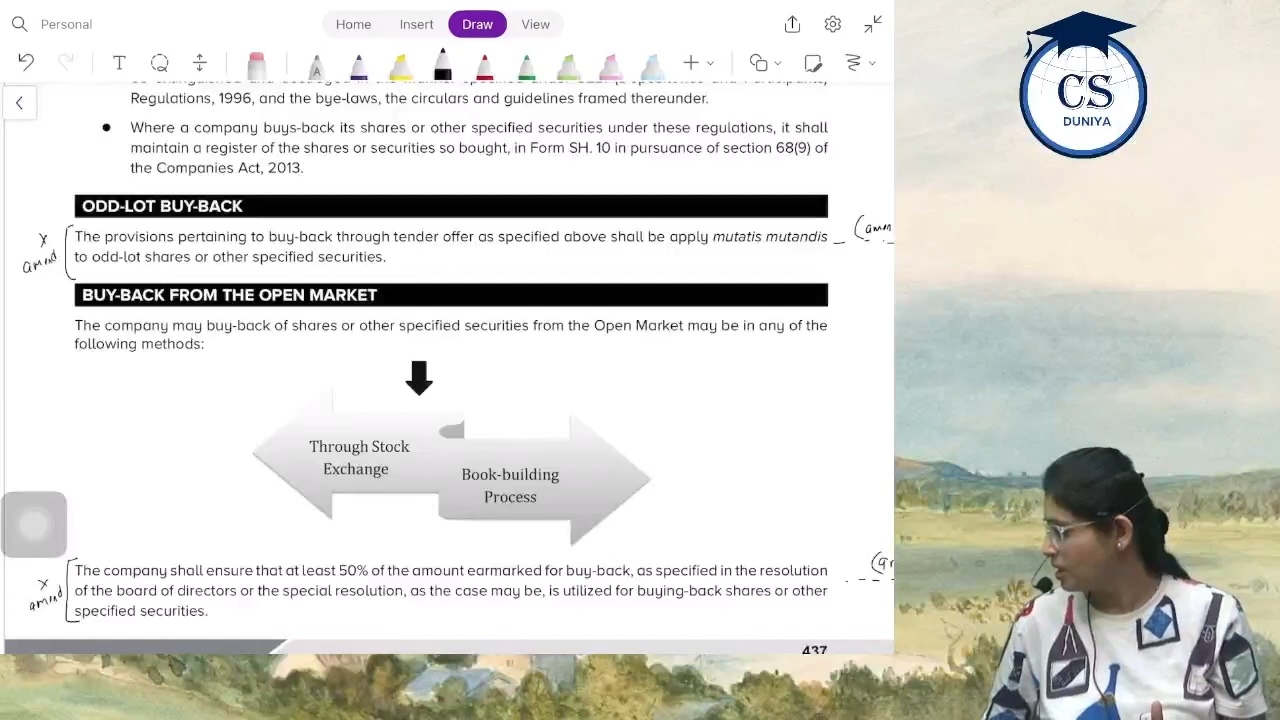 Personal
Home
Insert
Draw
View
Regulations, 1996, and the bye-laws, the circulars and guidelines framed thereunder.
● Where a company buys-back its shares or other specified securities under these regulations, it shall
maintain a register of the shares or securities so bought, in Form SH. 10 in pursuance of section 68(9) of
the Companies Act, 2013.
ODD-LOT BUY-BACK
x
amend
The provisions pertaining to buy-back through tender offer as specified above shall be apply mutatis mutandis
to odd-lot shares or other specified securities.
BUY-BACK FROM THE OPEN MARKET
The company may buy-back of shares or other specified securities from the Open Market may be in any of the
following methods:
Through Stock
Exchange
Book-building
Process
x
amend
The company shall ensure that at least 50% of the amount earmarked for buy-back, as specified in the resolution
of the board of directors or the special resolution, as the case may be, is utilized for buying-back shares or other
specified securities.
437
CS
DUNIYA